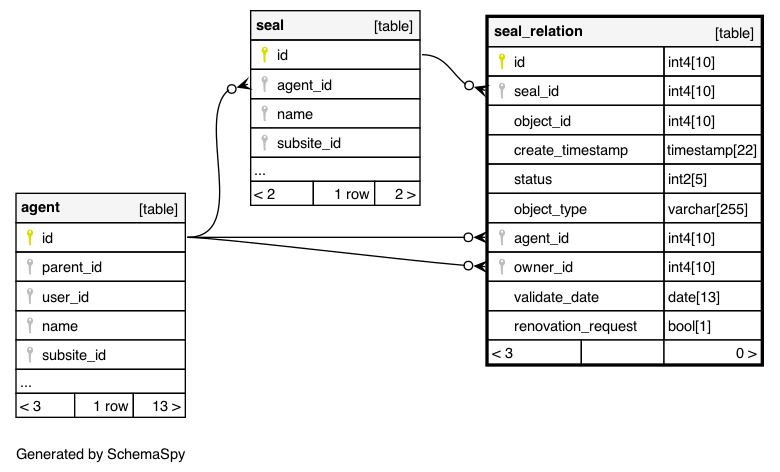 seal [table]
id
agent_id
name
subsite_id
...
< 2 1 row 2 >
seal_relation [table]
id int4[10]
seal_id int4[10]
object_id int4[10]
create_timestamp timestamp[22]
status int2[5]
object_type varchar[255]
agent_id int4[10]
owner_id int4[10]
validate_date date[13]
renovation_request bool[1]
< 3 0 >
agent [table]
id
parent_id
user_id
name
subsite_id
...
< 3 1 row 13 >
Generated by SchemaSpy